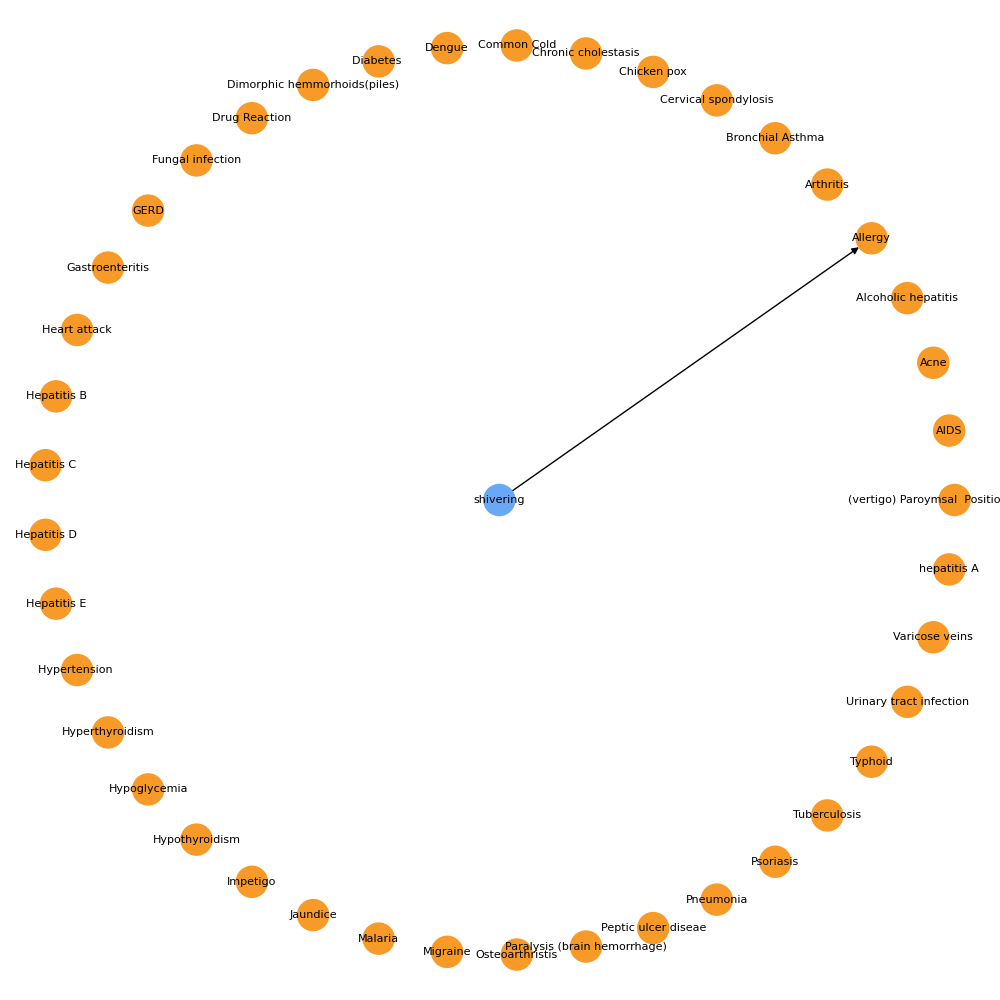 Common Cold
Dengue
Chronic cholestasis
Diabetes
Chicken pox
Dimorphic hemmorhoids(piles)
Cervical spondylosis
Drug Reaction
Bronchial Asthma
Fungal infection
Arthritis
GERD
Allergy
Gastroenteritis
Alcoholic hepatitis
Heart attack
Acne
Hepatitis B
AIDS
Hepatitis C
shivering
(vertigo) Paroymsal Positio
Hepatitis D
hepatitis A
Hepatitis E
Varicose veins
Hypertension
Urinary tract infection
Hyperthyroidism
Typhoid
Hypoglycemia
Tuberculosis
Hypothyroidism
Psoriasis
Impetigo
Pneumonia
Jaundice
Peptic ulcer diseae
Malaria
Paralysis (brain hemorrhage)
Migraine
Osteoarthristis